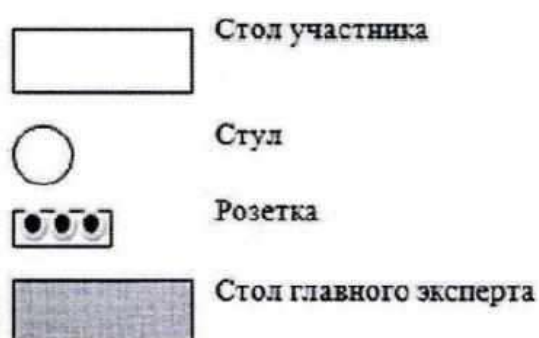 Стол участника
Стул
Розетка
Стол главного эксперта